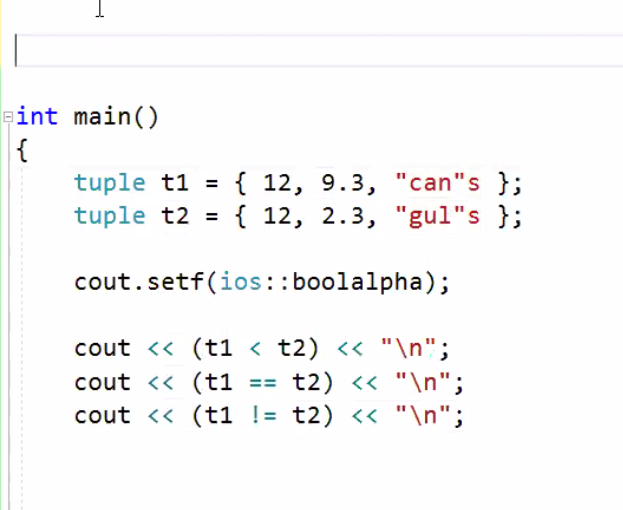 int main()
{
    tuple t1 = { 12, 9.3, "can"s };
    tuple t2 = { 12, 2.3, "gul"s };
    cout.setf(ios::boolalpha);
    cout << (t1 < t2) << "\n";
    cout << (t1 == t2) << "\n";
    cout << (t1 != t2) << "\n";